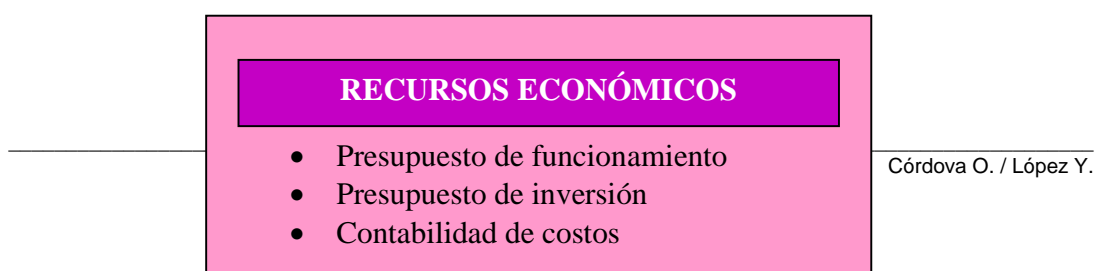 RECURSOS ECONÓMICOS
• Presupuesto de funcionamiento
Córdova O. / López Y.
• Presupuesto de inversión
• Contabilidad de costos